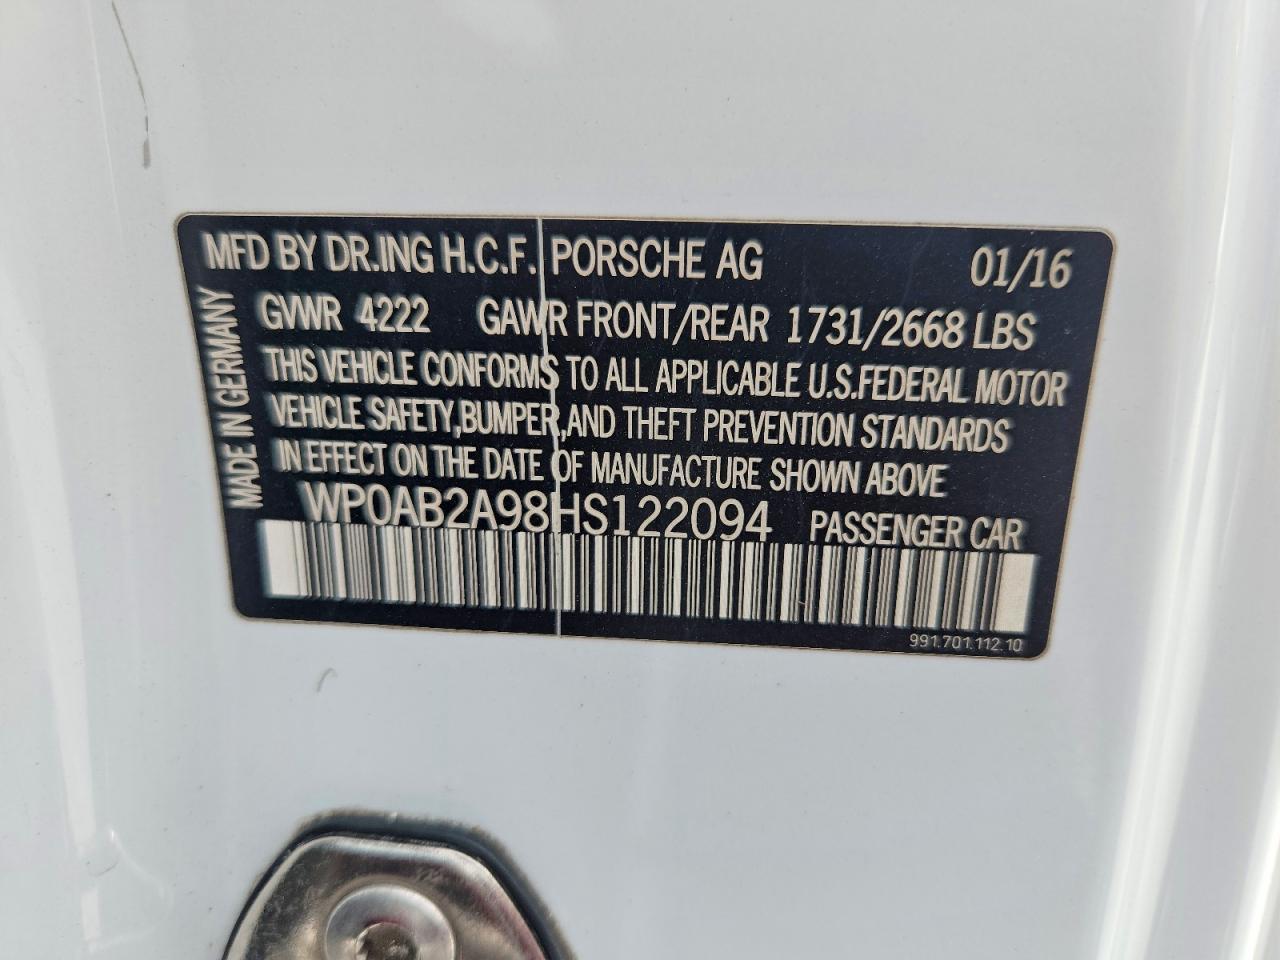 MFD BY DR.ING H.C.F. PORSCHE AG 01/16
GVWR 4222 GAWR FRONT/REAR 1731/2668 LBS
THIS VEHICLE CONFORMS TO ALL APPLICABLE U.S.FEDERAL MOTOR
VEHICLE SAFETY,BUMPER,AND THEFT PREVENTION STANDARDS
IN EFFECT ON THE DATE OF MANUFACTURE SHOWN ABOVE
WP0AB2A98HS122094 PASSENGER CAR
991.701.112.10
MADE IN GERMANY